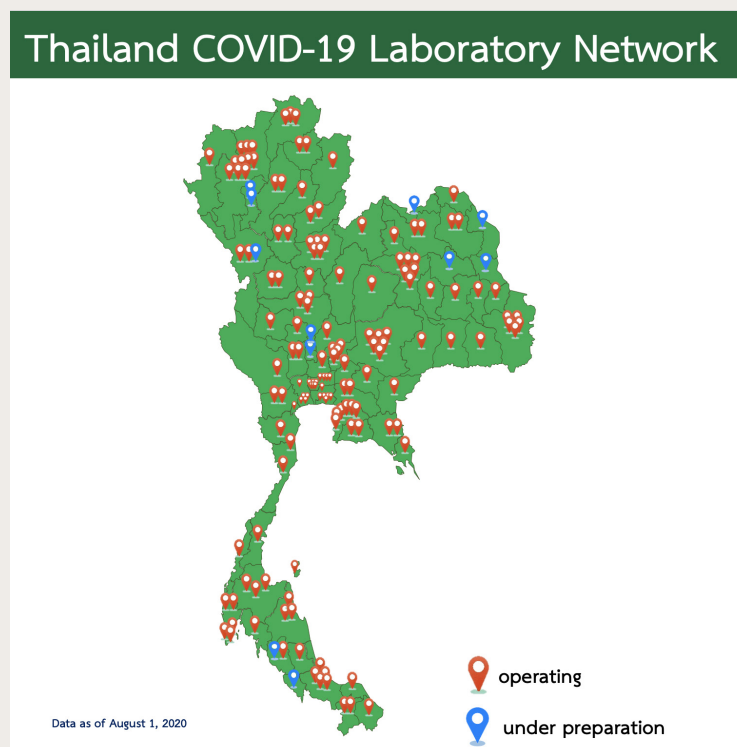 Thailand COVID-19 Laboratory Network
operating
under preparation
Data as of August 1, 2020